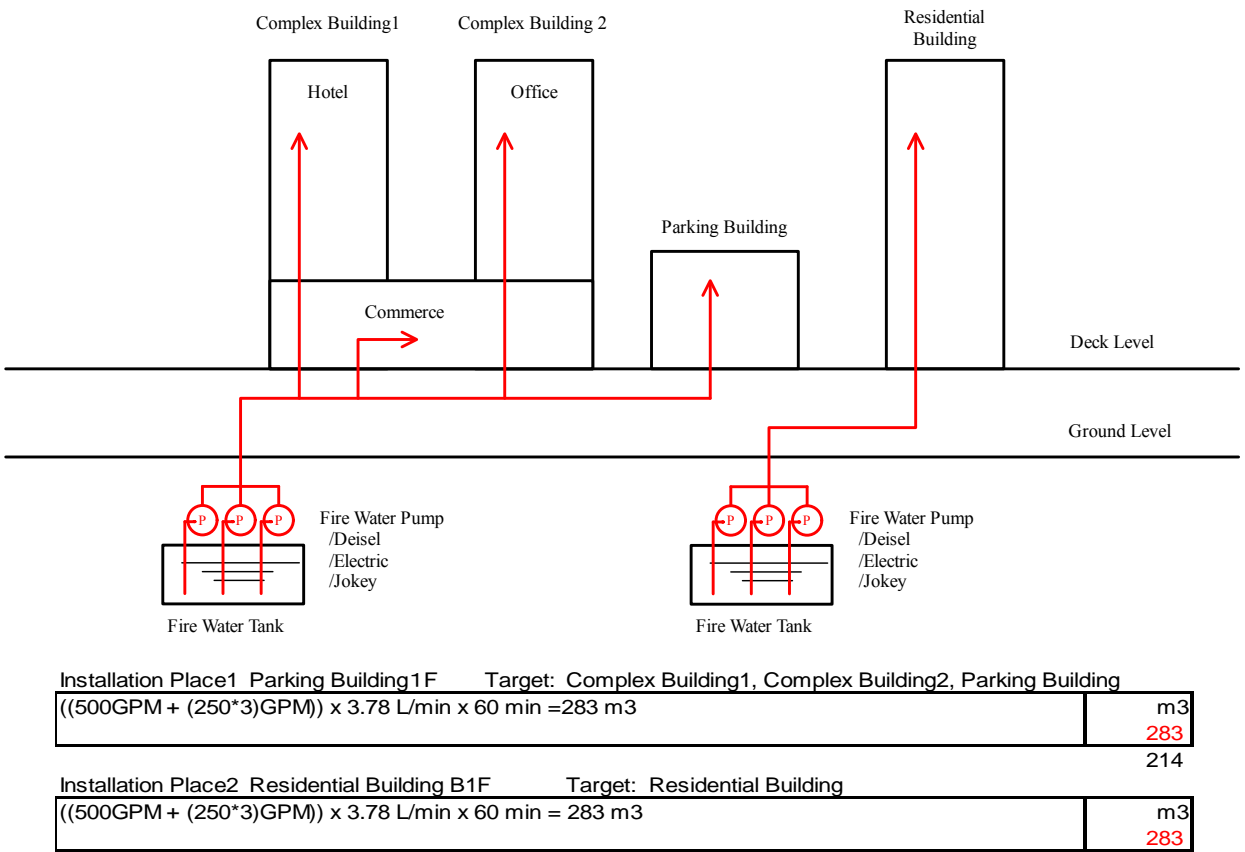 Complex Building1
Complex Building 2
Residential
Building
Hotel
Office
Parking Building
Commerce
Deck Level
Ground Level
P P P
Fire Water Pump
/Deisel
/Electric
/Jokey
Fire Water Tank
P P P
Fire Water Pump
/Deisel
/Electric
/Jokey
Fire Water Tank
Installation Place1 Parking Building1F Target: Complex Building1, Complex Building2, Parking Building
((500GPM + (250*3)GPM)) x 3.78 L/min x 60 min =283 m3 m3
283
214
Installation Place2 Residential Building B1F Target: Residential Building
((500GPM + (250*3)GPM)) x 3.78 L/min x 60 min = 283 m3 m3
283